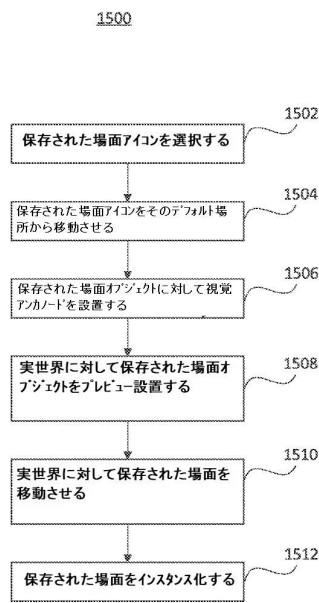 1500
1502
保存された場面アイコンを選択する
1504
保存された場面アイコンをそのデフォルト場
所から移動させる
1506
保存された場面オブジェクトに対して視覚
アンカノードを設置する
1508
実世界に対して保存された場面オ
ブジェクトをプレビュー設置する
1510
実世界に対して保存された場面を
移動させる
1512
保存された場面をインスタンス化する